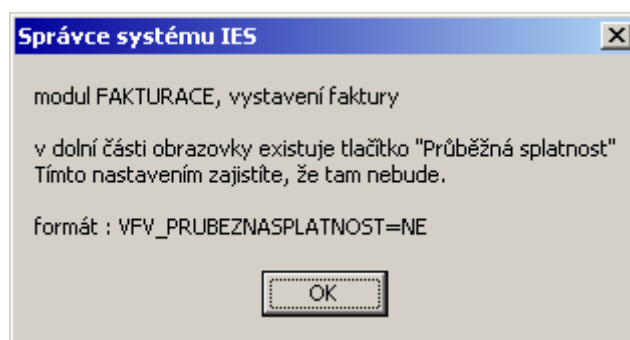 Správce systému IES
modul FAKTURACE, vystavení faktury
v dolní části obrazovky existuje tlačítko "Průběžná splatnost"
Tímto nastavením zajistíte, že tam nebude.
formát : VFV_PRUBEZNASPLATNOST=NE
OK